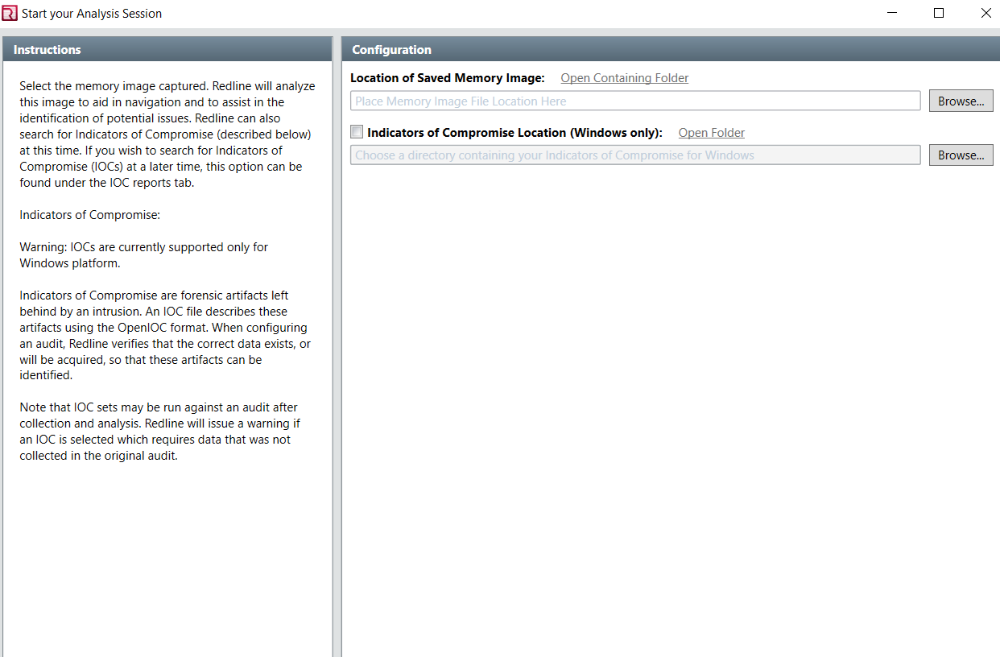 Start your Analysis Session
Instructions
Select the memory image captured. Redline will analyze
this image to aid in navigation and to assist in the
identification of potential issues. Redline can also
search for Indicators of Compromise (described below)
at this time. If you wish to search for Indicators of
Compromise (IOCs) at a later time, this option can be
found under the IOC reports tab.
Indicators of Compromise:
Warning: IOCs are currently supported only for
Windows platform.
Indicators of Compromise are forensic artifacts left
behind by an intrusion. An IOC file describes these
artifacts using the OpenIOC format. When configuring
an audit, Redline verifies that the correct data exists, or
will be acquired, so that these artifacts can be
identified.
Note that IOC sets may be run against an audit after
collection and analysis. Redline will issue a warning if
an IOC is selected which requires data that was not
collected in the original audit.
Configuration
Location of Saved Memory Image: Open Containing Folder
Place Memory Image File Location Here Browse...
Indicators of Compromise Location (Windows only): Open Folder
Choose a directory containing your Indicators of Compromise for Windows Browse...